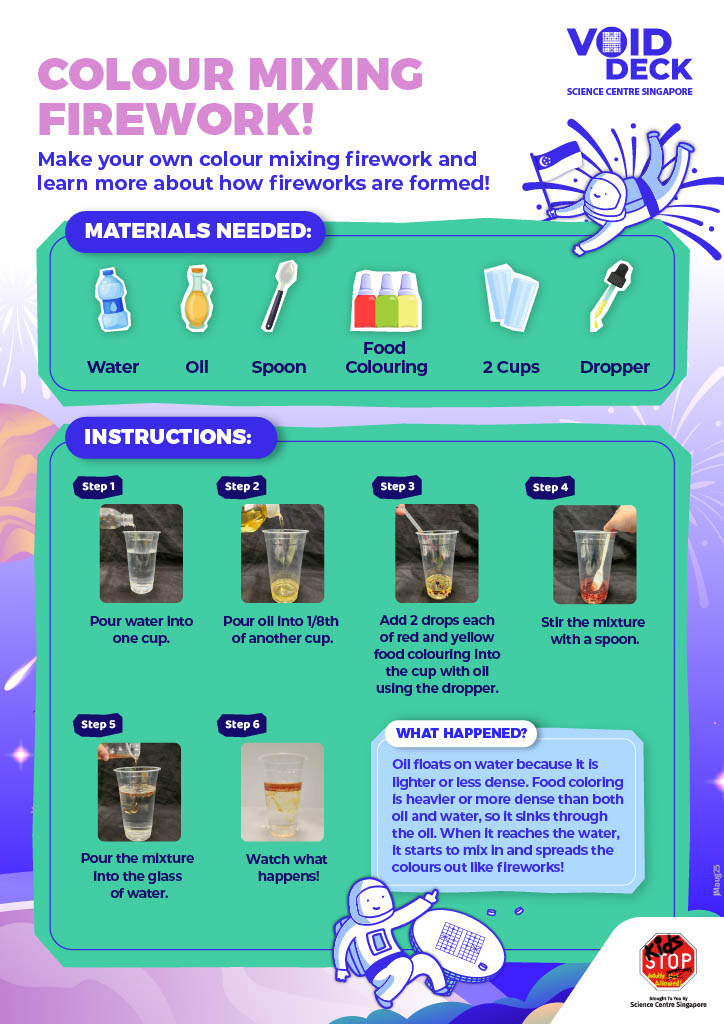 VOID
DECK
SCIENCE CENTRE SINGAPORE
COLOUR MIXING
FIREWORK!
Make your own colour mixing firework and
learn more about how fireworks are formed!
MATERIALS NEEDED:
Water
Oil
Spoon
Food
Colouring
2 Cups
Dropper
INSTRUCTIONS:
Step 1
Pour water into
one cup.
Step 2
Pour oil into 1/8th
of another cup.
Step 3
Add 2 drops each
of red and yellow
food colouring into
the cup with oil
using the dropper.
Step 4
Stir the mixture
with a spoon.
Step 5
Pour the mixture
into the glass
of water.
Step 6
Watch what
happens!
WHAT HAPPENED?
Oil floats on water because it is
lighter or less dense. Food coloring
is heavier or more dense than both
oil and water, so it sinks through
the oil. When it reaches the water,
it starts to mix in and spreads the
colours out like fireworks!
JMaug25
Kids
STOP
Allowed!
Brought To You By
Science Centre Singapore